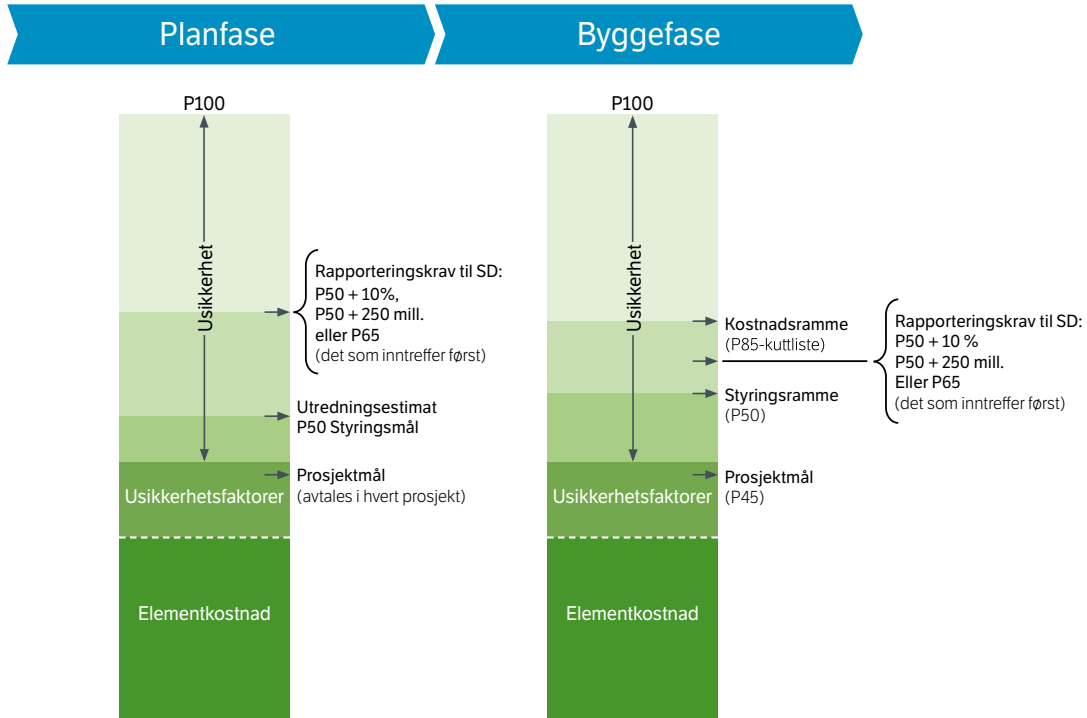 Planfase
Byggefase
P100
Usikkerhet
Rapporteringskrav til SD:
P50 + 10%,
P50 + 250 mill.
eller P65
(det som inntreffer først)
Utredningsestimat
P50 Styringsmål
Prosjektmål
(avtales i hvert prosjekt)
Usikkerhetsfaktorer
Elementkostnad
P100
Usikkerhet
Kostnadsramme
(P85-kuttliste)
Rapporteringskrav til SD:
P50 + 10 %
P50 + 250 mill.
Eller P65
(det som inntreffer først)
Styringsramme
(P50)
Prosjektmål
(P45)
Usikkerhetsfaktorer
Elementkostnad